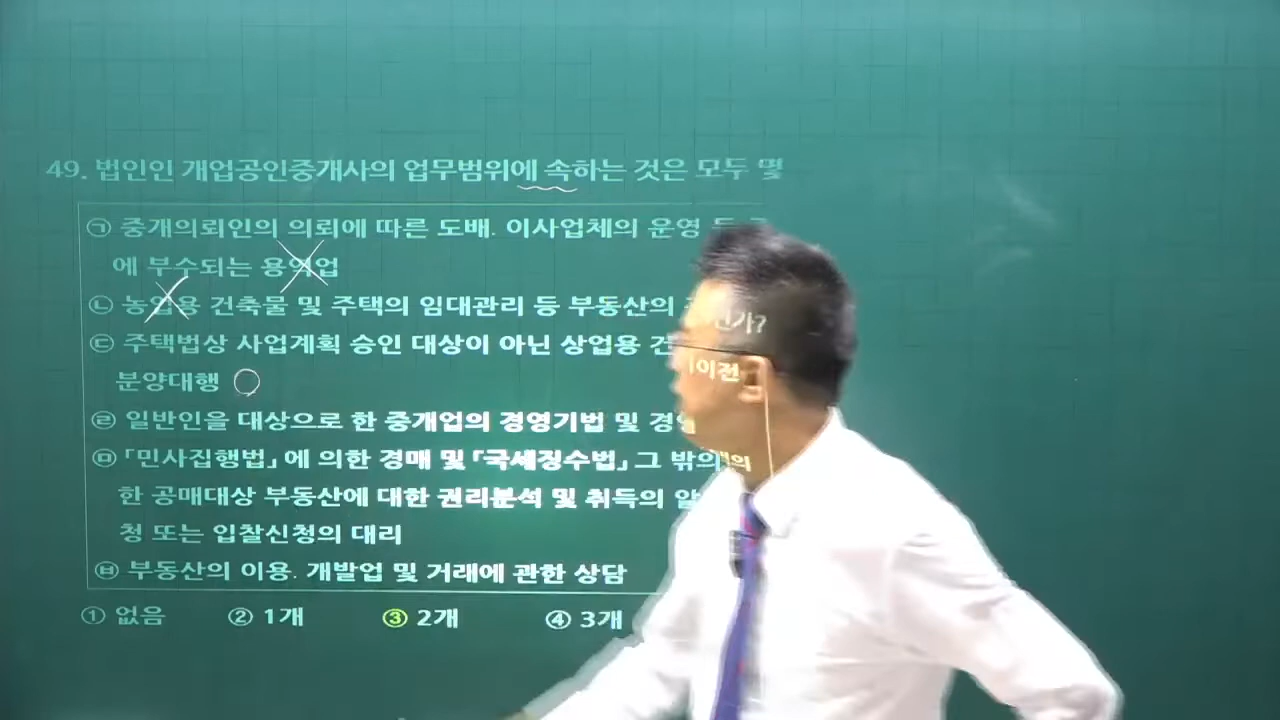 49. 법인인 개업공인중개사의 업무범위에 속하는 것은 모두 몇
㉠ 중개의뢰인의 의뢰에 따른 도배. 이사업체의 운영
에 부수되는 용역업
㉡ 농업용 건축물 및 주택의 임대관리 등 부동산의
인가?
㉢ 주택법상 사업계획 승인 대상이 아닌 상업용
이전
분양대행
㉣ 일반인을 대상으로 한 중개업의 경영기법 및
㉤ 「민사집행법」에 의한 경매 및 「국세징수법」 그 밖의
한 공매대상 부동산에 대한 권리분석 및 취득의
청 또는 입찰신청의 대리
㉥ 부동산의 이용. 개발업 및 거래에 관한 상담
① 없음 ② 1개 ③ 2개 ④ 3개